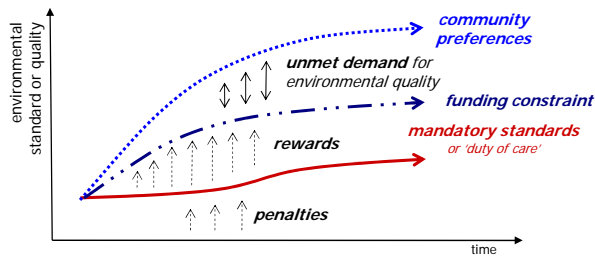 community
preferences
environmental
standard or quality
unmet demand for
environmental quality
funding constraint
mandatory standards
or 'duty of care'
rewards
penalties
time